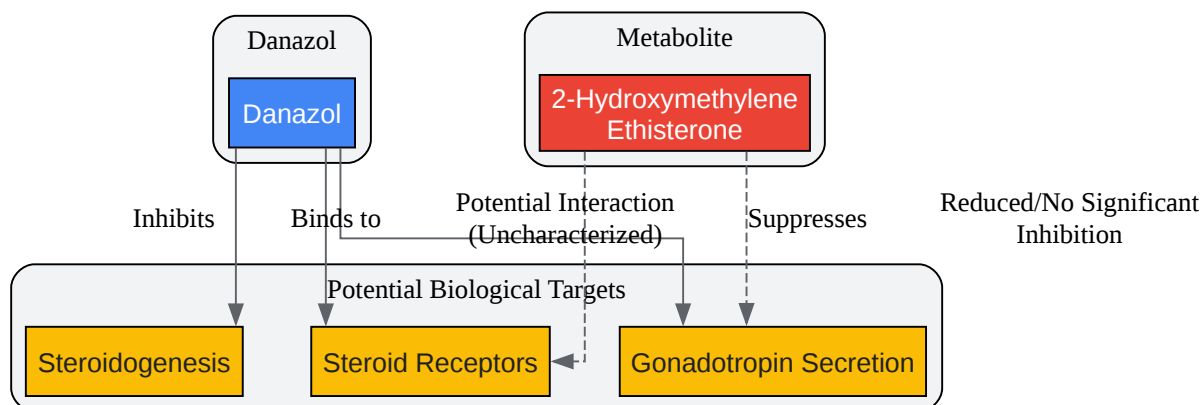 Danazol
Metabolite
Danazol
2-Hydroxymethylene
Ethisterone
Inhibits
Binds to
Potential Interaction
(Uncharacterized)
Suppresses
Reduced/No Significant
Inhibition
Potential Biological Targets
Steroidogenesis
Steroid Receptors
Gonadotropin Secretion